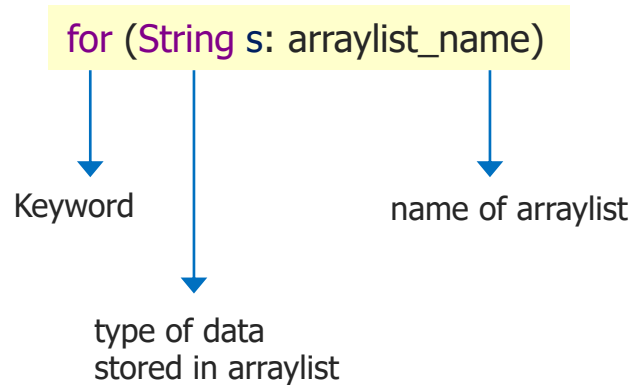 for (String s: arraylist_name)
Keyword
name of arraylist
type of data
stored in arraylist